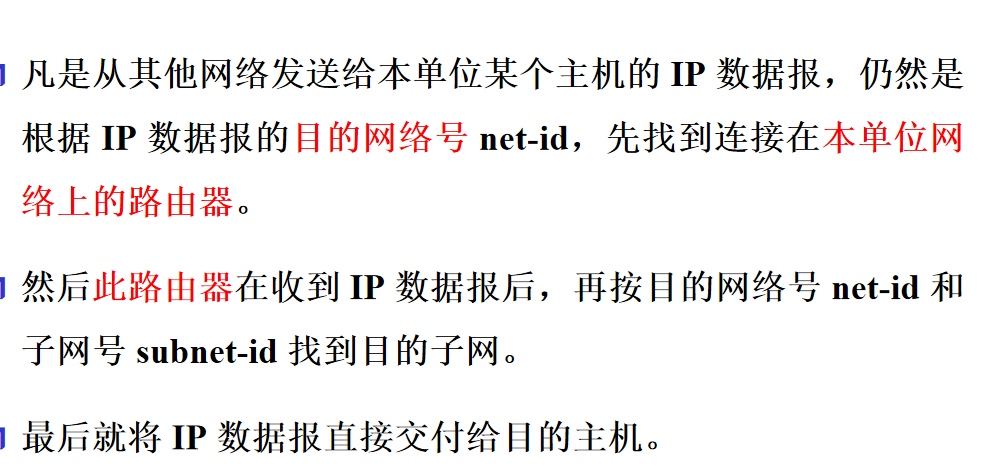 凡是从其他网络发送给本单位某个主机的 IP 数据报，仍然是
根据 IP 数据报的目的网络号 net-id，先找到连接在本单位网
络上的路由器。
然后此路由器在收到 IP 数据报后，再按目的网络号 net-id 和
子网号 subnet-id 找到目的子网。
最后就将 IP 数据报直接交付给目的主机。